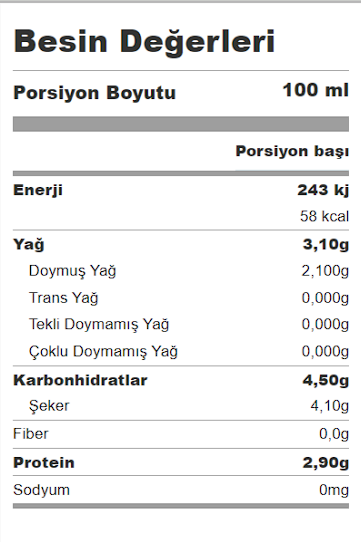 Besin Değerleri
Porsiyon Boyutu 100 ml
Porsiyon başı
Enerji 243 kj
58 kcal
Yağ 3,10g
Doymuş Yağ 2,100g
Trans Yağ 0,000g
Tekli Doymamış Yağ 0,000g
Çoklu Doymamış Yağ 0,000g
Karbonhidratlar 4,50g
Şeker 4,10g
Fiber 0,0g
Protein 2,90g
Sodyum 0mg